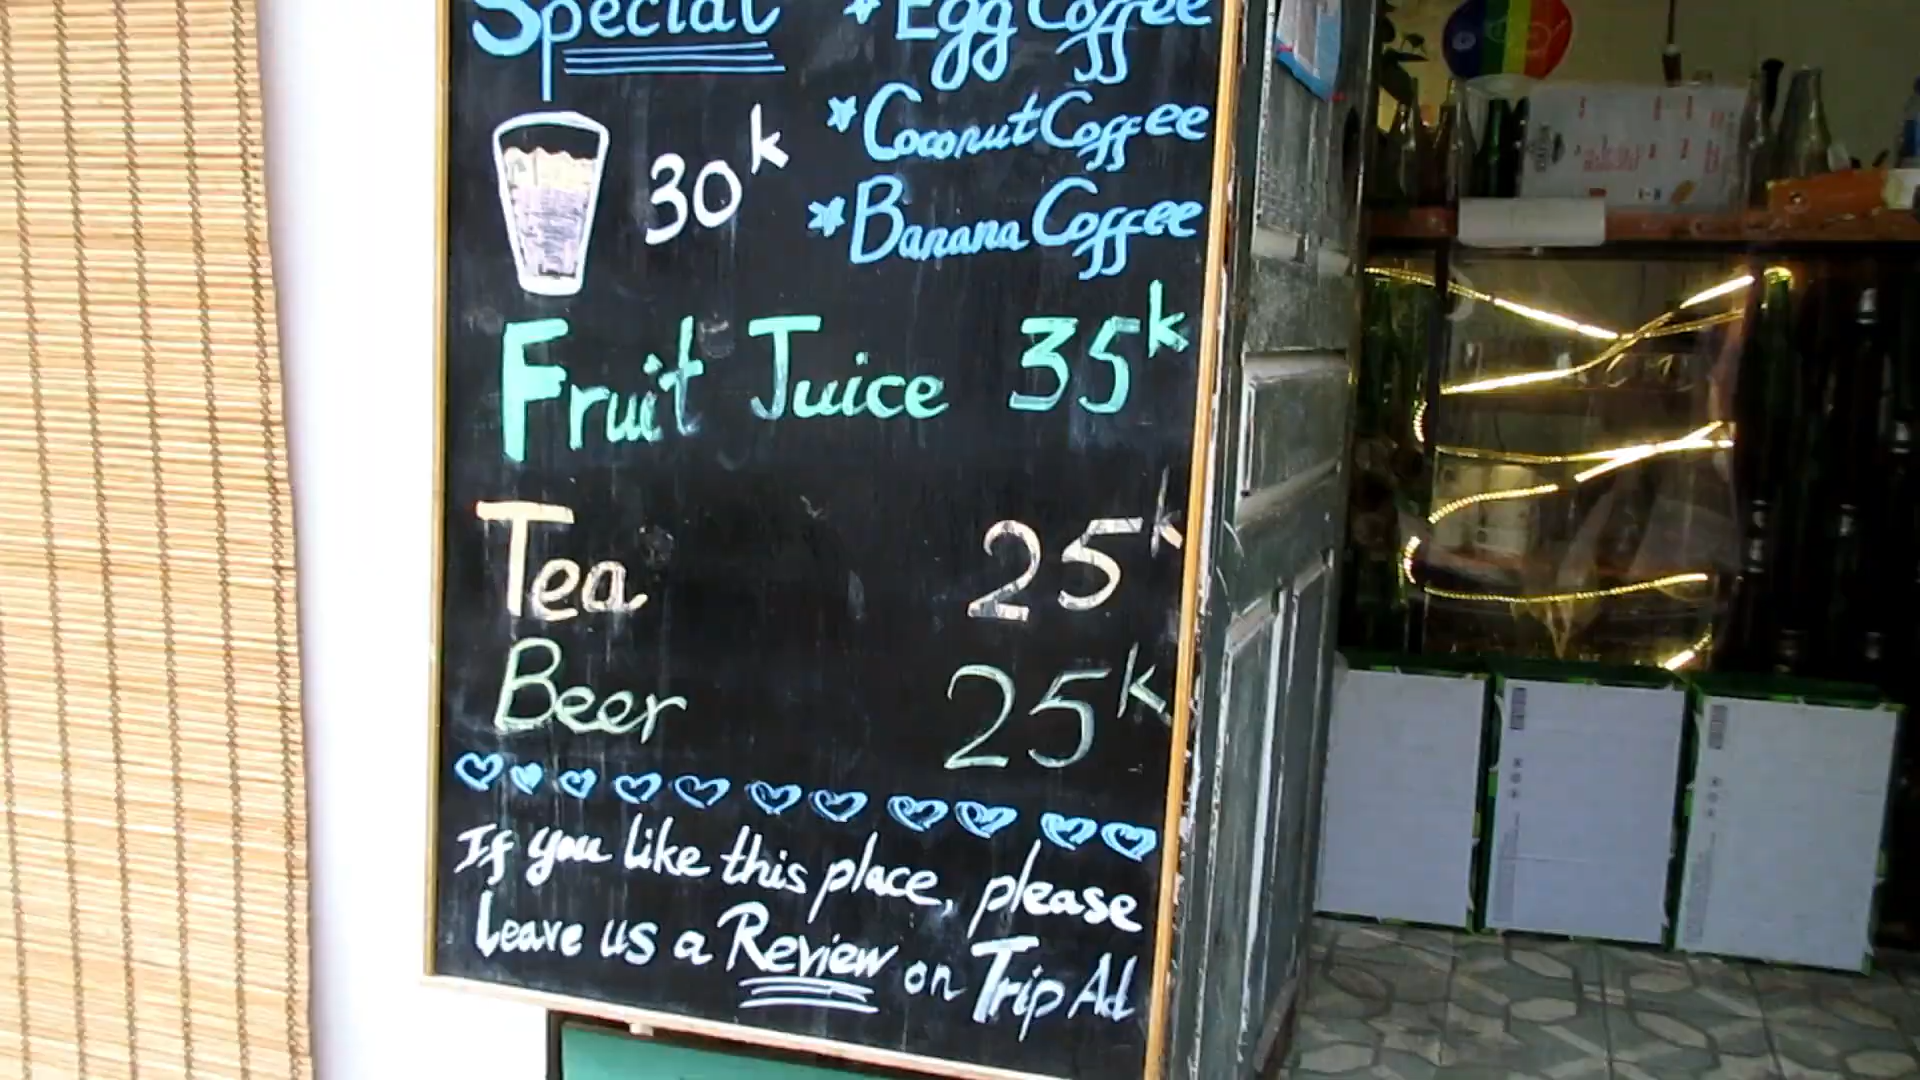 Special
* Egg Coffee
30k
* Coconut Coffee
* Banana Coffee
Fruit Juice 35k
Tea 25k
Beer 25k
If you like this place, please
Leave us a Review on Trip Ad